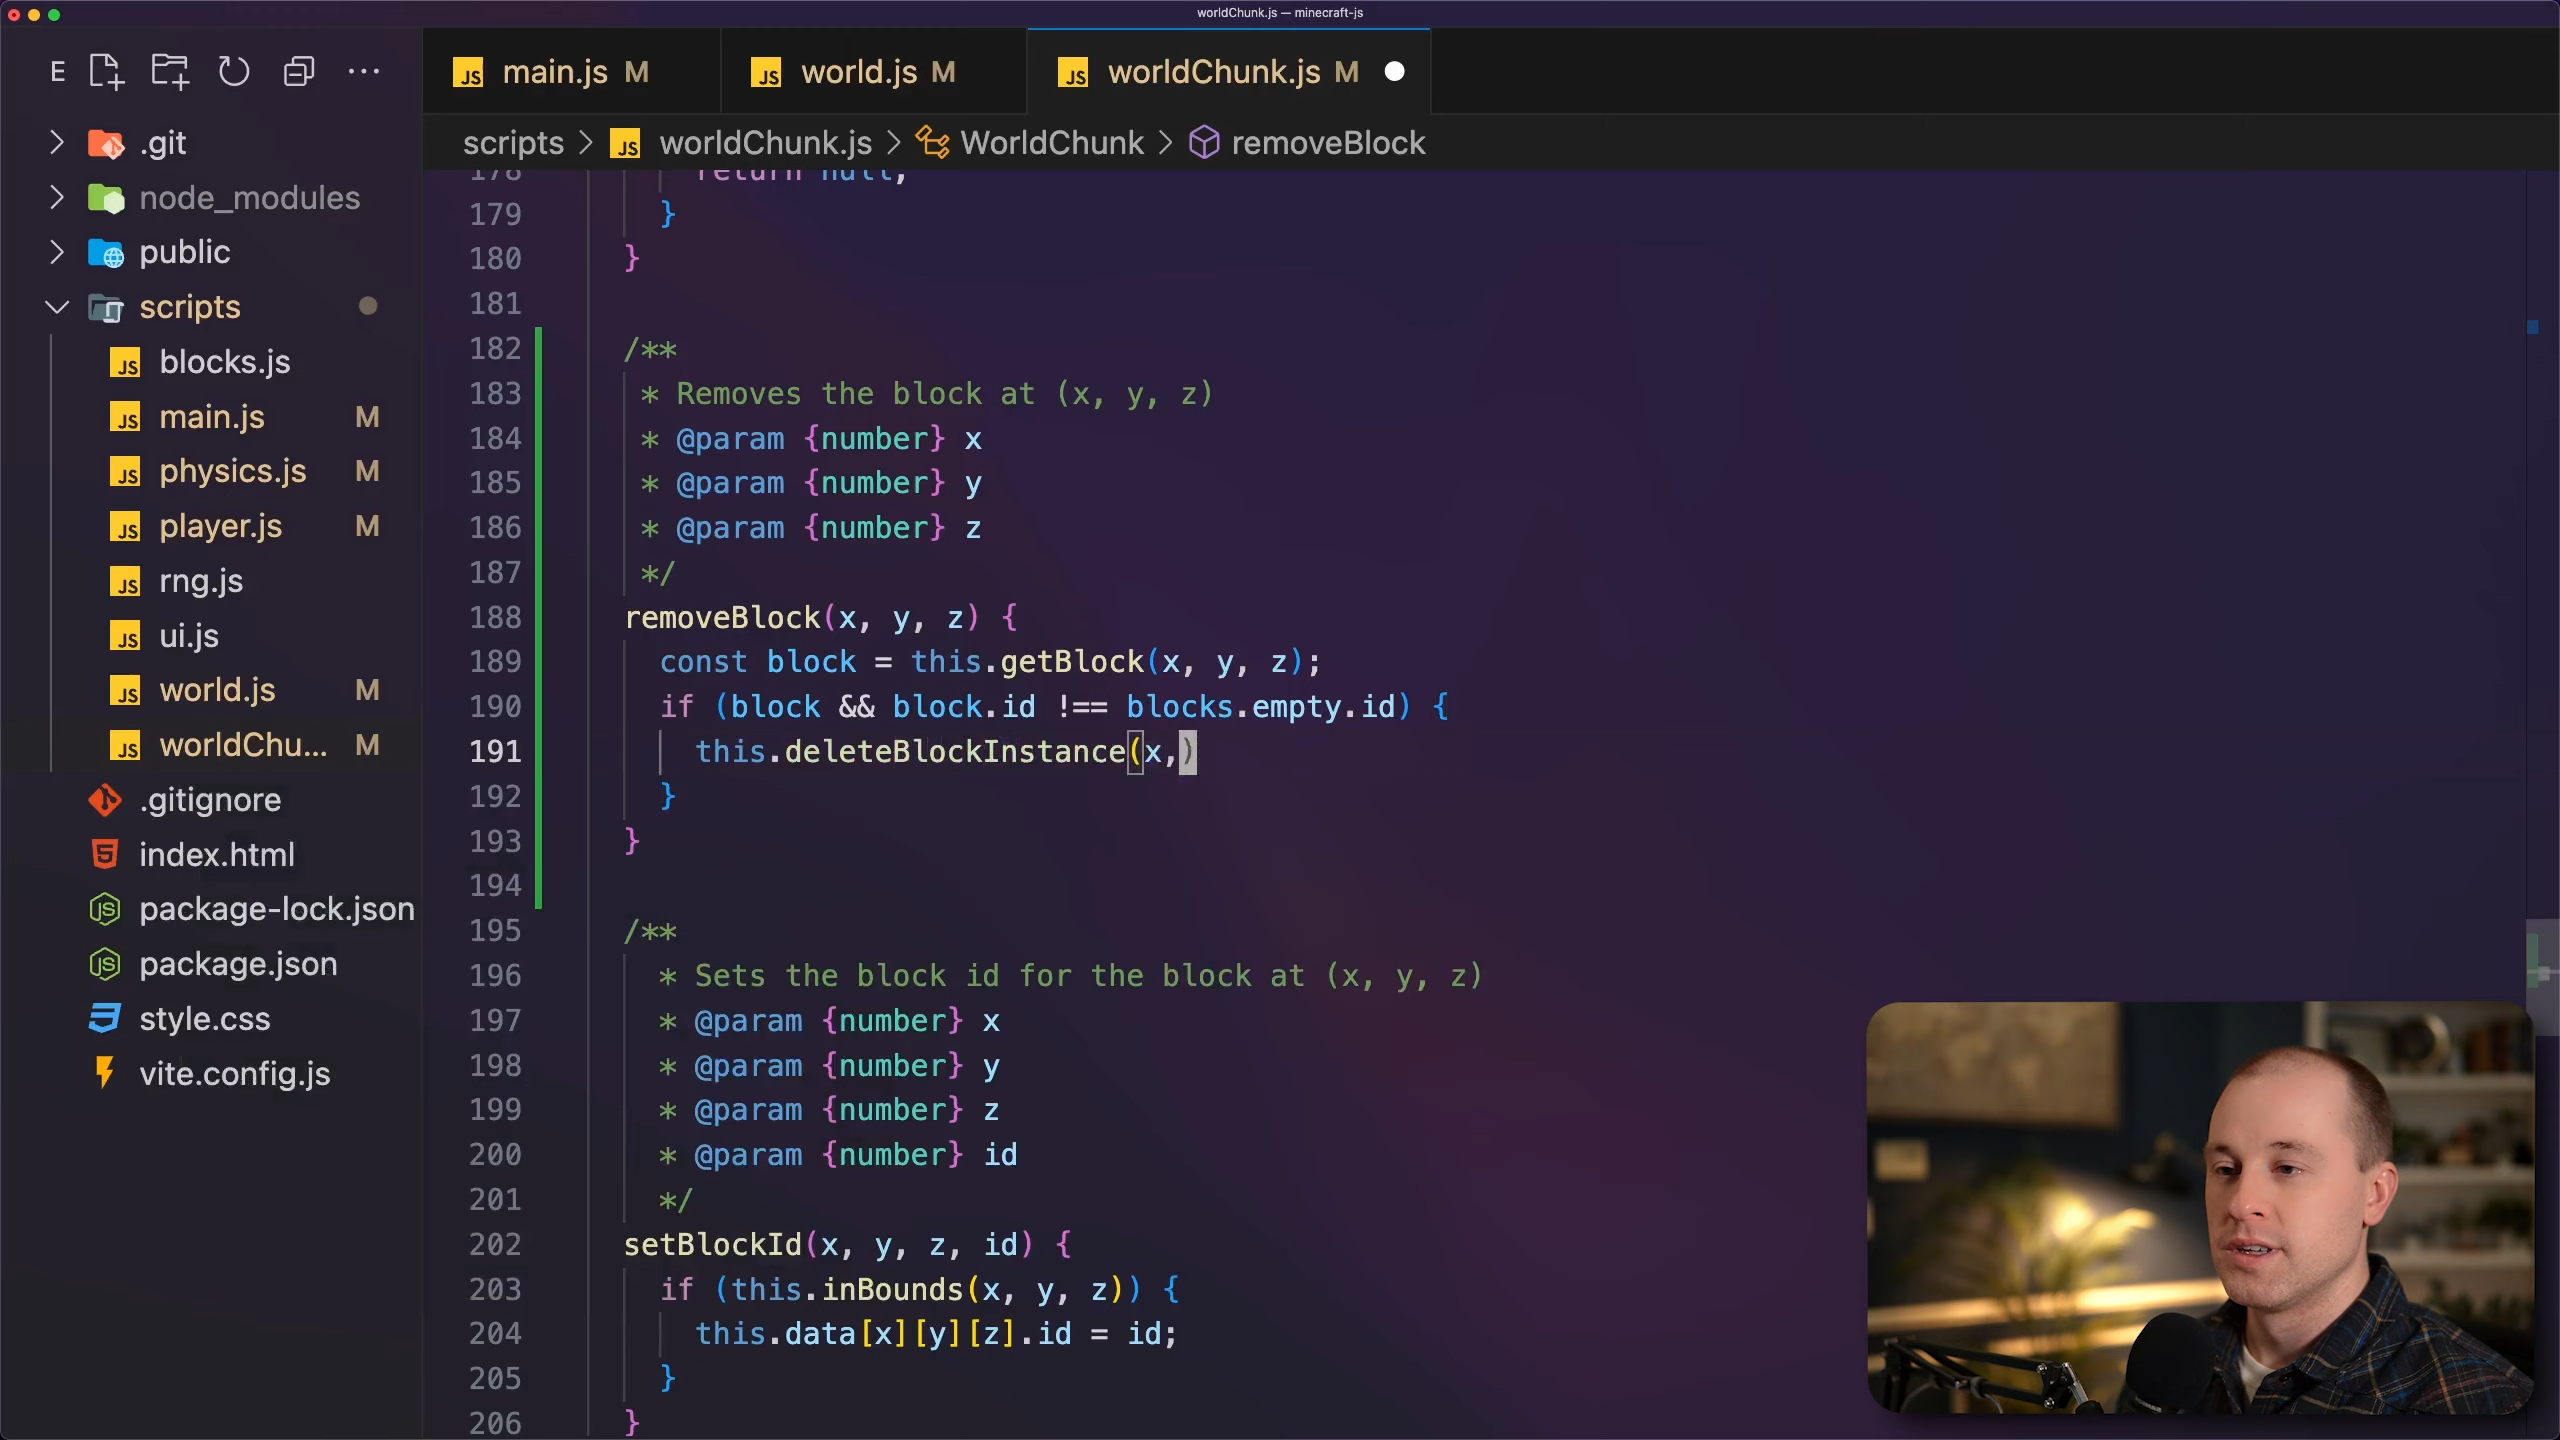 worldChunk.js — minecraft-js
E
JS main.js M
JS world.js M
JS worldChunk.js M
scripts > JS worldChunk.js > WorldChunk > removeBlock
.git
node_modules
public
scripts
JS blocks.js
JS main.js M
JS physics.js M
JS player.js M
JS rng.js
JS ui.js
JS world.js M
JS worldChu... M
.gitignore
index.html
package-lock.json
package.json
style.css
vite.config.js
178 return null;
179 }
180 }
181
182 /**
183 * Removes the block at (x, y, z)
184 * @param {number} x
185 * @param {number} y
186 * @param {number} z
187 */
188 removeBlock(x, y, z) {
189 const block = this.getBlock(x, y, z);
190 if (block && block.id !== blocks.empty.id) {
191 this.deleteBlockInstance(x,)
192 }
193 }
194
195 /**
196 * Sets the block id for the block at (x, y, z)
197 * @param {number} x
198 * @param {number} y
199 * @param {number} z
200 * @param {number} id
201 */
202 setBlockId(x, y, z, id) {
203 if (this.inBounds(x, y, z)) {
204 this.data[x][y][z].id = id;
205 }
206 }